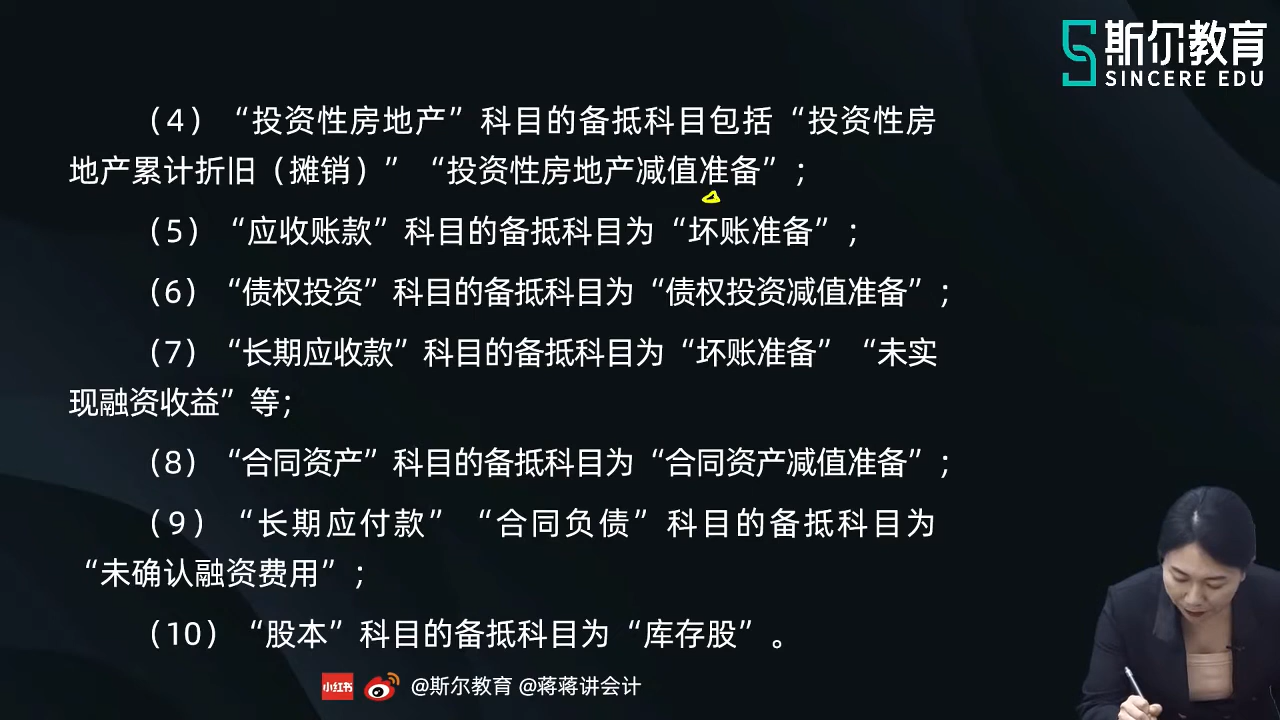 斯尔教育
SINCERE EDU
（4）“投资性房地产”科目的备抵科目包括“投资性房
地产累计折旧（摊销）”“投资性房地产减值准备”；
（5）“应收账款”科目的备抵科目为“坏账准备”；
（6）“债权投资”科目的备抵科目为“债权投资减值准备”；
（7）“长期应收款”科目的备抵科目为“坏账准备”“未实
现融资收益”等；
（8）“合同资产”科目的备抵科目为“合同资产减值准备”；
（9）“长期应付款”“合同负债”科目的备抵科目为
“未确认融资费用”；
（10）“股本”科目的备抵科目为“库存股”。
小红书 @斯尔教育 @蒋蒋讲会计